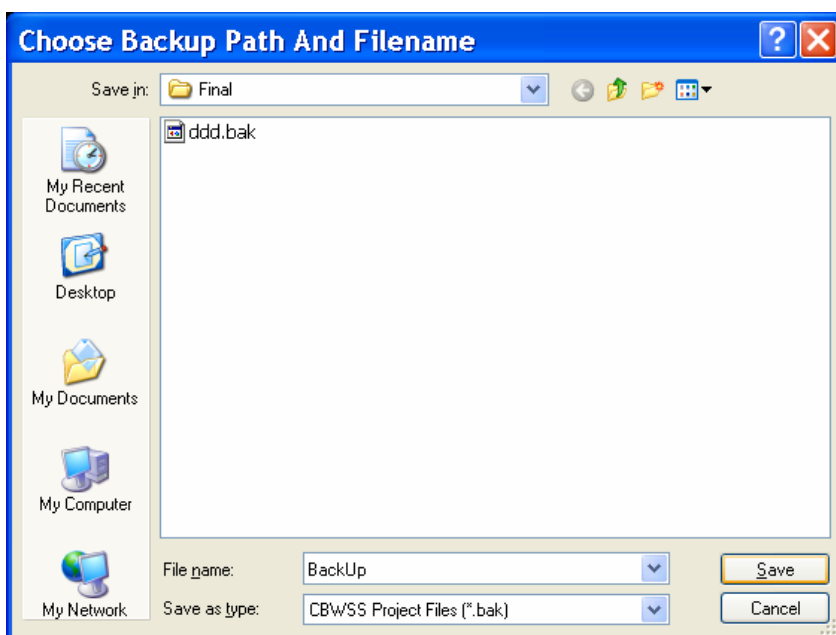 Choose Backup Path And Filename
Save in:
Final
ddd.bak
My Recent
Documents
Desktop
My Documents
My Computer
My Network
File name:
BackUp
Save
Save as type:
CBWSS Project Files (*.bak)
Cancel